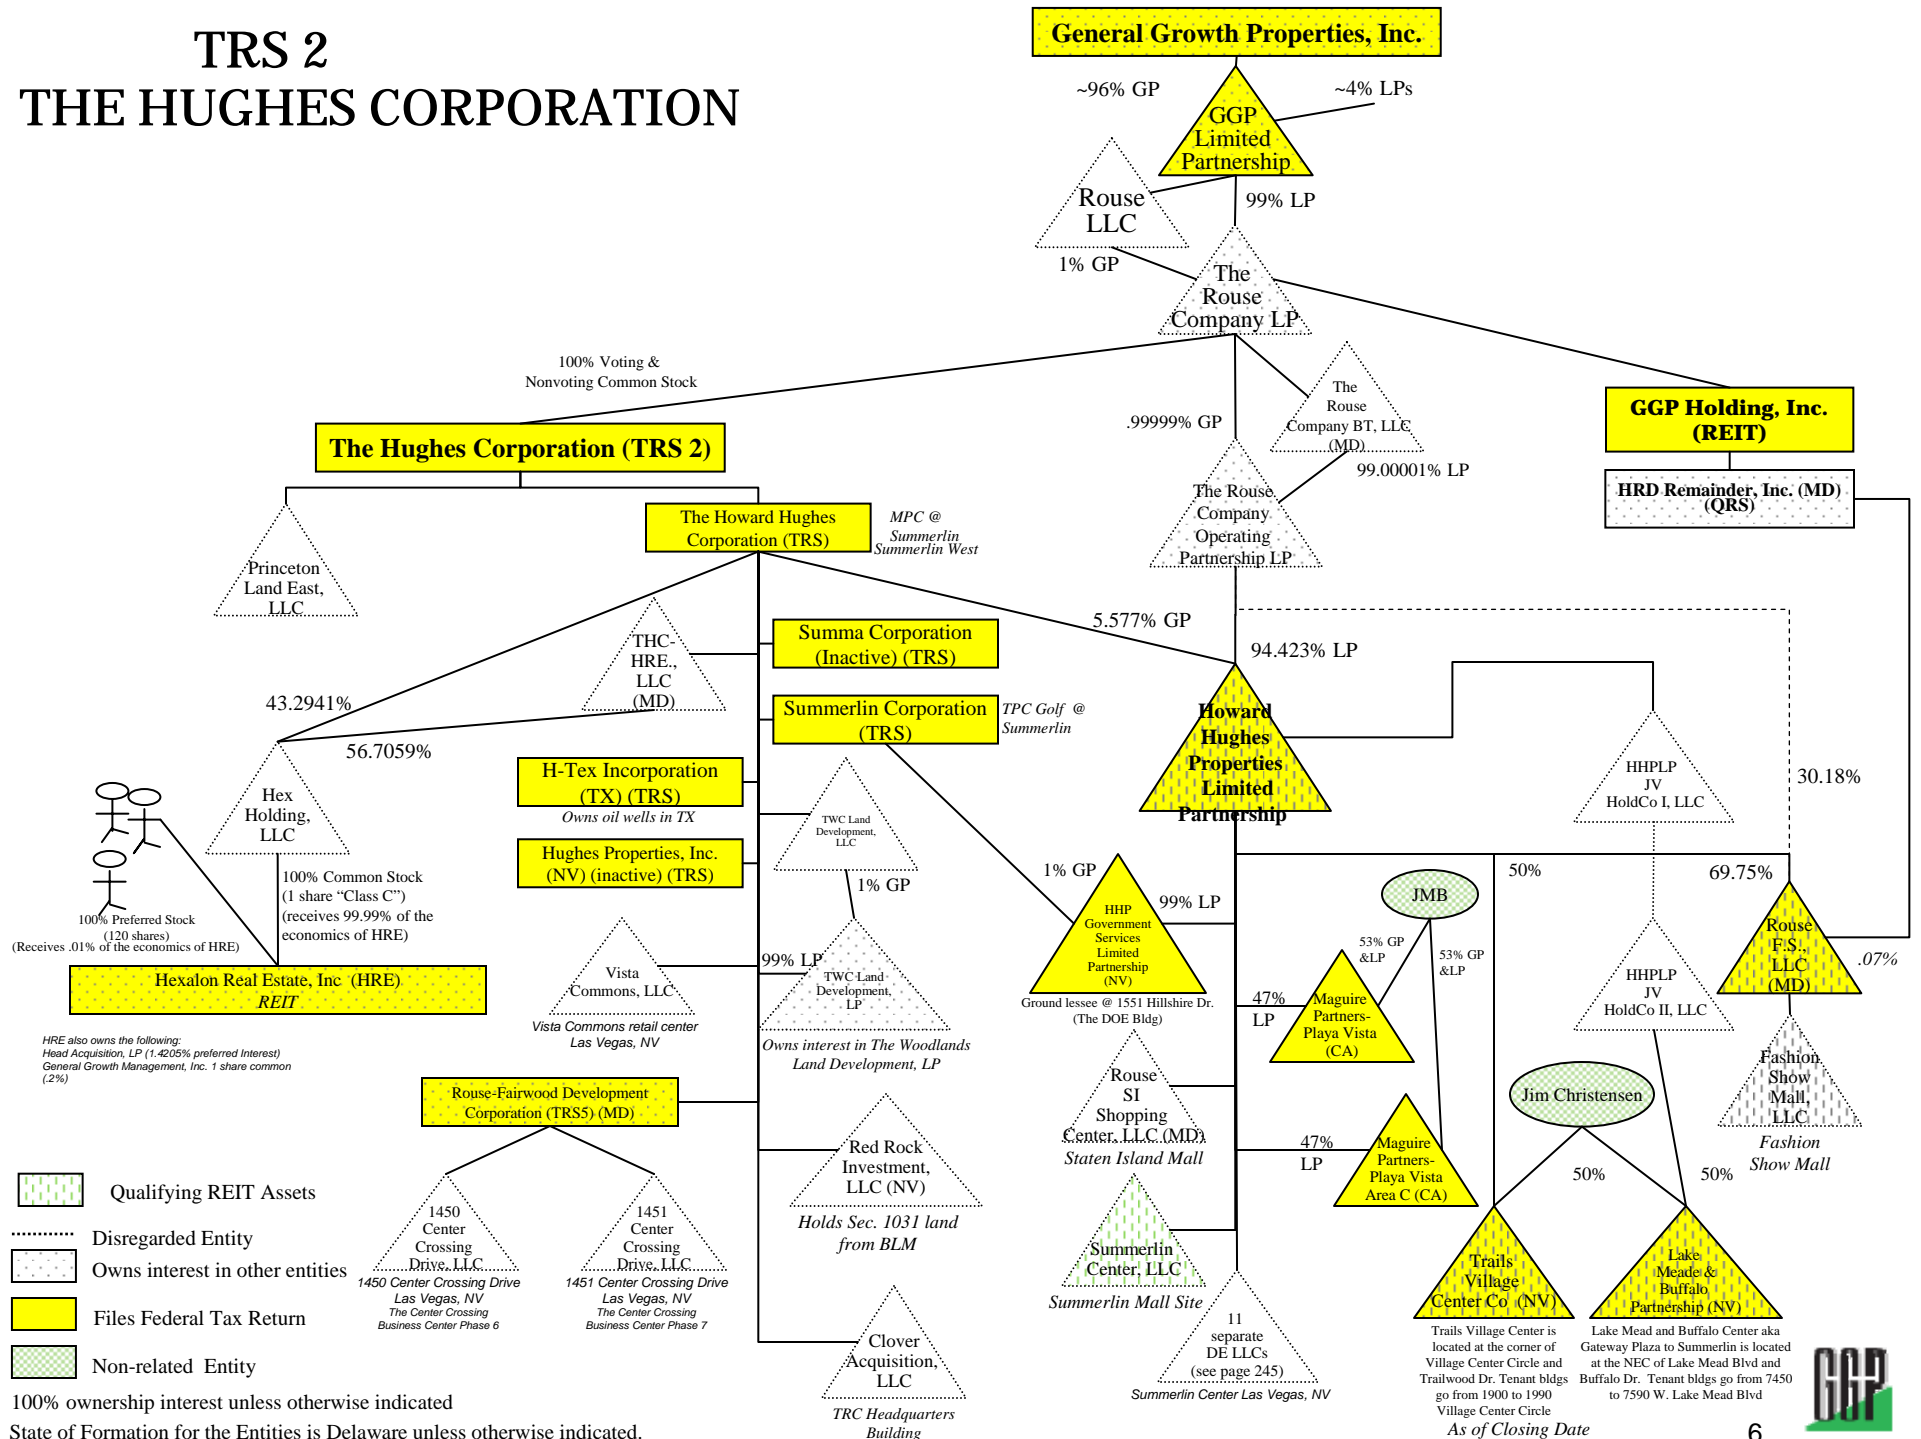 TRS 2
THE HUGHES CORPORATION
General Growth Properties, Inc.
~96% GP
~4% LPs
GGP
Limited
Partnership
Rouse
LLC
99% LP
1% GP
The
Rouse
Company LP
100% Voting &
Nonvoting Common Stock
The
Rouse
Company BT, LLC
(MD)
.99999% GP
99.00001% LP
GGP Holding, Inc.
(REIT)
HRD Remainder, Inc. (MD)
(QRS)
The Hughes Corporation (TRS 2)
The Rouse
Company
Operating
Partnership LP
Princeton
Land East,
LLC
The Howard Hughes
Corporation (TRS)
MPC @
Summerlin
Summerlin West
5.577% GP
94.423% LP
THC-
HRE.,
LLC
(MD)
Summa Corporation
(Inactive) (TRS)
43.2941%
56.7059%
Summerlin Corporation
(TRS)
TPC Golf @
Summerlin
Howard
Hughes
Properties
Limited
Partnership
HHPLP
JV
HoldCo I, LLC
30.18%
H-Tex Incorporation
(TX) (TRS)
Owns oil wells in TX
Hex
Holding,
LLC
TWC Land
Development,
LLC
Hughes Properties, Inc.
(NV) (inactive) (TRS)
1% GP
100% Common Stock
(1 share “Class C”)
(receives 99.99% of the
economics of HRE)
100% Preferred Stock
(120 shares)
(Receives .01% of the economics of HRE)
Hexalon Real Estate, Inc (HRE)
REIT
HRE also owns the following:
Head Acquisition, LP (1.4205% preferred Interest)
General Growth Management, Inc. 1 share common
(.2%)
Vista
Commons, LLC
Vista Commons retail center
Las Vegas, NV
99% LP
TWC Land
Development,
LP
Owns interest in The Woodlands
Land Development, LP
1% GP
99% LP
HHP
Government
Services
Limited
Partnership
(NV)
Ground lessee @ 1551 Hillshire Dr.
(The DOE Bldg)
50%
69.75%
JMB
53% GP
&LP
53% GP
&LP
47%
LP
Maguire
Partners-
Playa Vista
(CA)
47%
LP
Maguire
Partners-
Playa Vista
Area C (CA)
Rouse
F.S.,
LLC
(MD)
.07%
HHPLP
JV
HoldCo II, LLC
Fashion
Show
Mall,
LLC
Fashion
Show Mall
Rouse
SI
Shopping
Center, LLC (MD)
Staten Island Mall
Jim Christensen
50%
50%
Rouse-Fairwood Development
Corporation (TRS5) (MD)
Red Rock
Investment,
LLC (NV)
Holds Sec. 1031 land
from BLM
1450
Center
Crossing
Drive, LLC
1450 Center Crossing Drive
Las Vegas, NV
The Center Crossing
Business Center Phase 6
1451
Center
Crossing
Drive, LLC
1451 Center Crossing Drive
Las Vegas, NV
The Center Crossing
Business Center Phase 7
Summerlin
Center, LLC
Summerlin Mall Site
11
separate
DE LLCs
(see page 245)
Summerlin Center Las Vegas, NV
Trails
Village
Center Co (NV)
Trails Village Center is
located at the corner of
Village Center Circle and
Trailwood Dr. Tenant bldgs
go from 1900 to 1990
Village Center Circle
Lake
Meade &
Buffalo
Partnership (NV)
Lake Mead and Buffalo Center aka
Gateway Plaza to Summerlin is located
at the NEC of Lake Mead Blvd and
Buffalo Dr. Tenant bldgs go from 7450
to 7590 W. Lake Mead Blvd
Clover
Acquisition,
LLC
TRC Headquarters
Building
Qualifying REIT Assets
Disregarded Entity
Owns interest in other entities
Files Federal Tax Return
Non-related Entity
100% ownership interest unless otherwise indicated
State of Formation for the Entities is Delaware unless otherwise indicated.
As of Closing Date
6
GGP